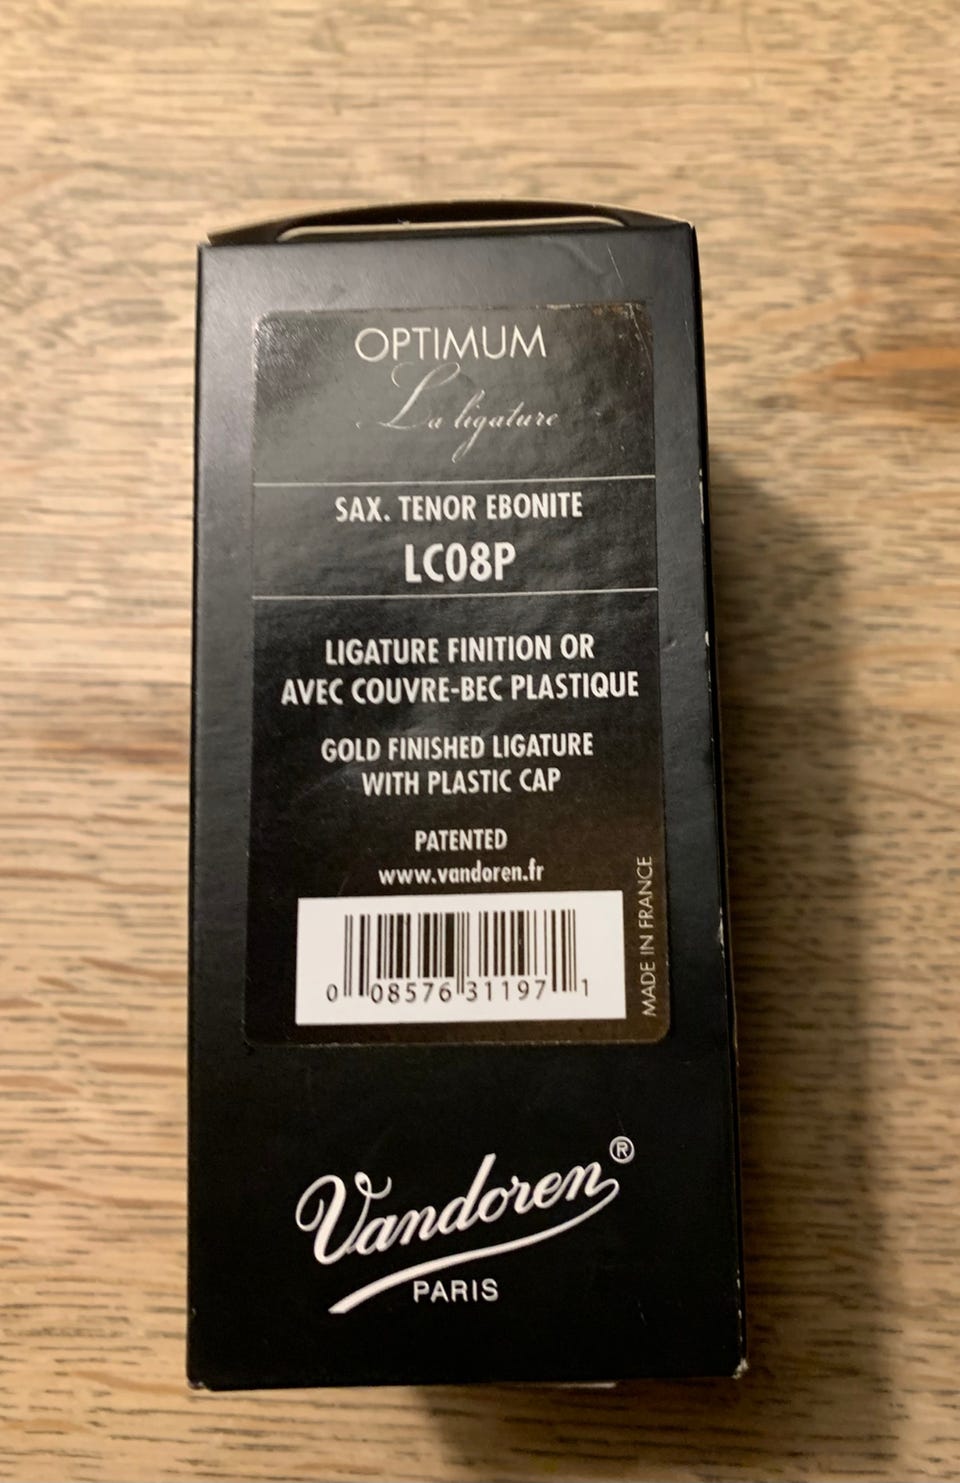 OPTIMUM
La ligature
SAX. TENOR EBONITE
LC08P
LIGATURE FINITION OR
AVEC COUVRE-BEC PLASTIQUE
GOLD FINISHED LIGATURE
WITH PLASTIC CAP
PATENTED
www.vandoren.fr
MADE IN FRANCE
0 08576 31197 1
Vandoren®
PARIS